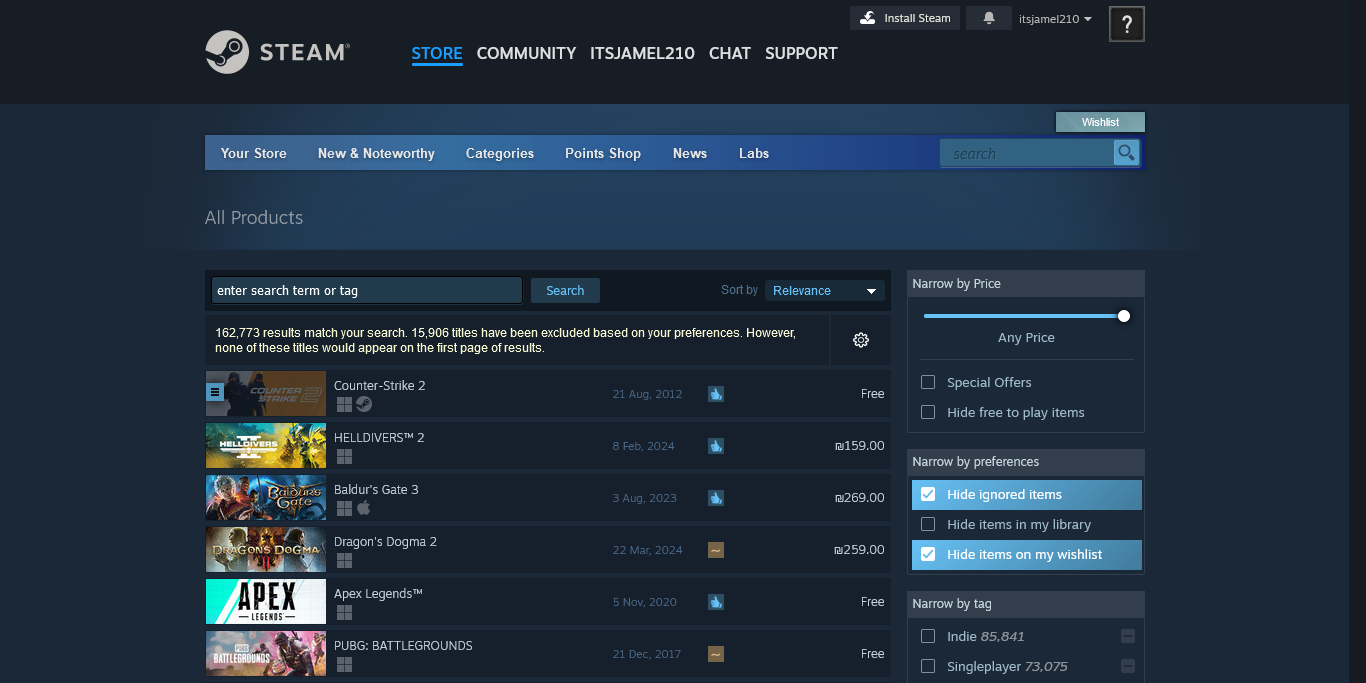 Install Steam
itsjamel210
?
STEAM®
STORE COMMUNITY ITSJAMEL210 CHAT SUPPORT
Wishlist
Your Store New & Noteworthy Categories Points Shop News Labs
search
All Products
enter search term or tag
Search
Sort by Relevance
162,773 results match your search. 15,906 titles have been excluded based on your preferences. However,
none of these titles would appear on the first page of results.
COUNTER STRIKE 2
Counter-Strike 2
21 Aug, 2012
Free
HELLDIVERS II
HELLDIVERS™ 2
8 Feb, 2024
₪159.00
BALDUR'S GATE
Baldur's Gate 3
3 Aug, 2023
₪269.00
DRAGON'S DOGMA II
Dragon's Dogma 2
22 Mar, 2024
₪259.00
APEX
LEGENDS
Apex Legends™
5 Nov, 2020
Free
PUBG
BATTLEGROUNDS
PUBG: BATTLEGROUNDS
21 Dec, 2017
Free
Narrow by Price
Any Price
Special Offers
Hide free to play items
Narrow by preferences
Hide ignored items
Hide items in my library
Hide items on my wishlist
Narrow by tag
Indie 85,841
Singleplayer 73,075